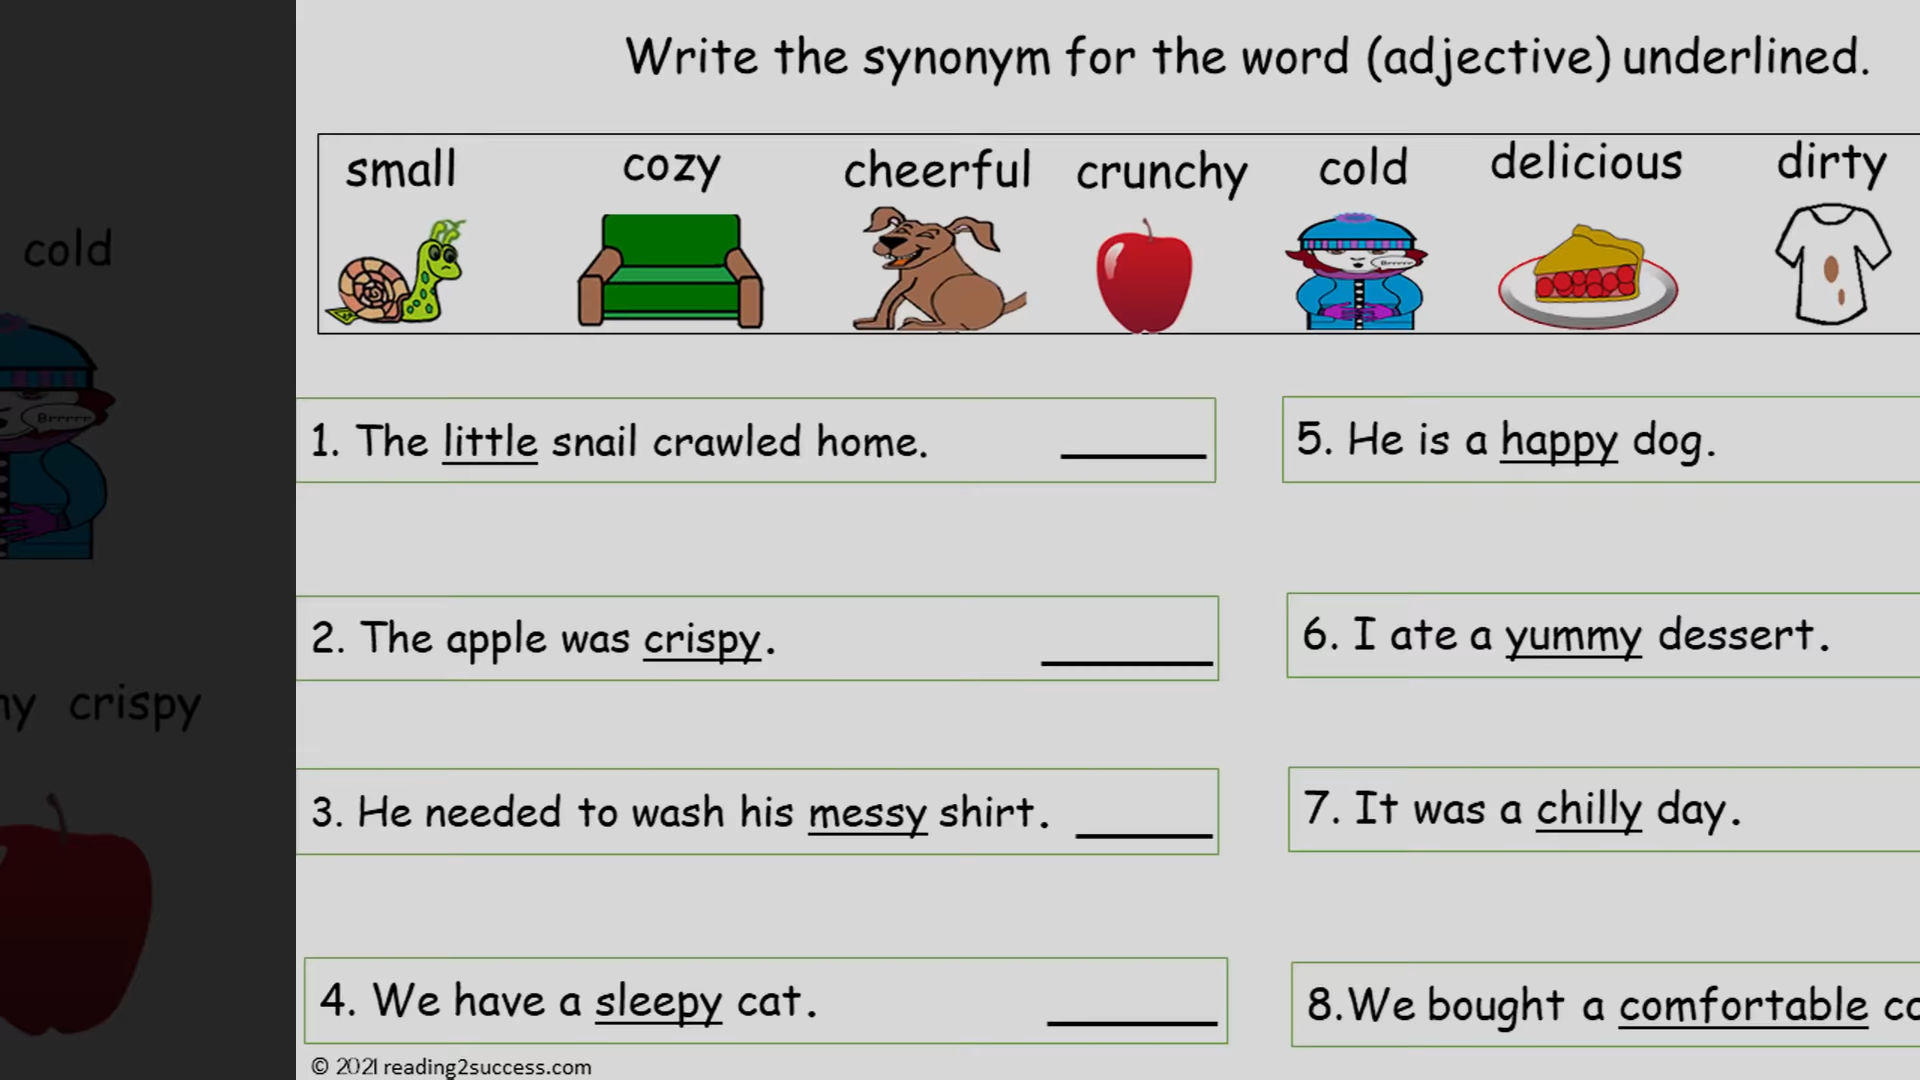 Write the synonym for the word (adjective) underlined.
small cozy cheerful crunchy cold delicious dirty
cold
Brrrrr
crispy
1. The little snail crawled home.
5. He is a happy dog.
2. The apple was crispy.
6. I ate a yummy dessert.
3. He needed to wash his messy shirt.
7. It was a chilly day.
4. We have a sleepy cat.
8.We bought a comfortable
© 2021 reading2success.com